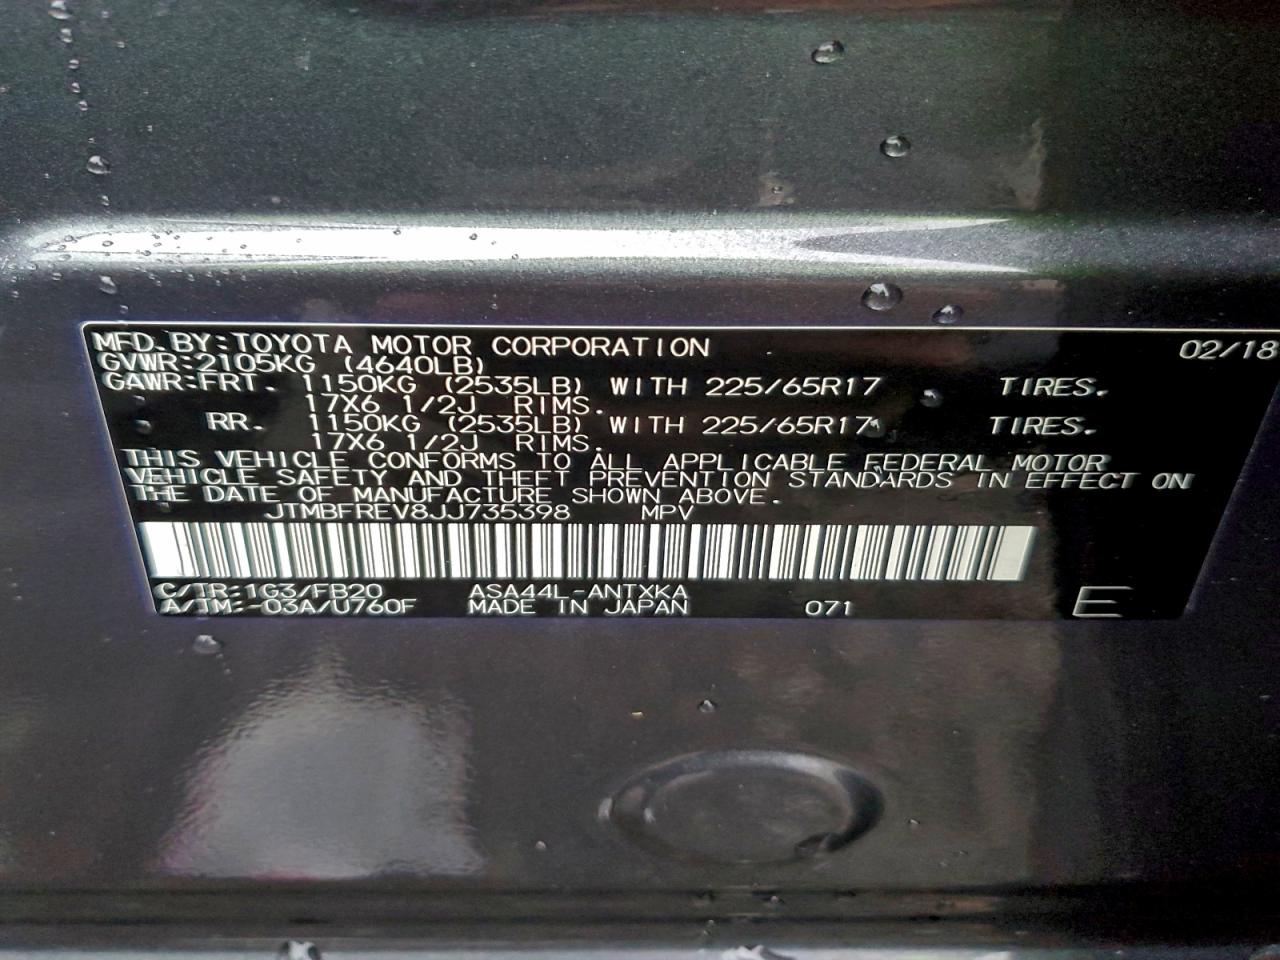 MFD. BY: TOYOTA MOTOR CORPORATION 02/18
GVWR: 2105KG (4640LB)
GAWR: FRT. 1150KG (2535LB) WITH 225/65R17 TIRES.
17X6 1/2J RIMS.
RR. 1150KG (2535LB) WITH 225/65R17 TIRES.
17X6 1/2J RIMS.
THIS VEHICLE CONFORMS TO ALL APPLICABLE FEDERAL MOTOR
VEHICLE SAFETY AND THEFT PREVENTION STANDARDS IN EFFECT ON
THE DATE OF MANUFACTURE SHOWN ABOVE.
JTMBFREV8JJ735398 MPV
C/TR: 1G3/FB20 ASA44L-ANTXKA
A/TM: -03A/U760F MADE IN JAPAN 071 E